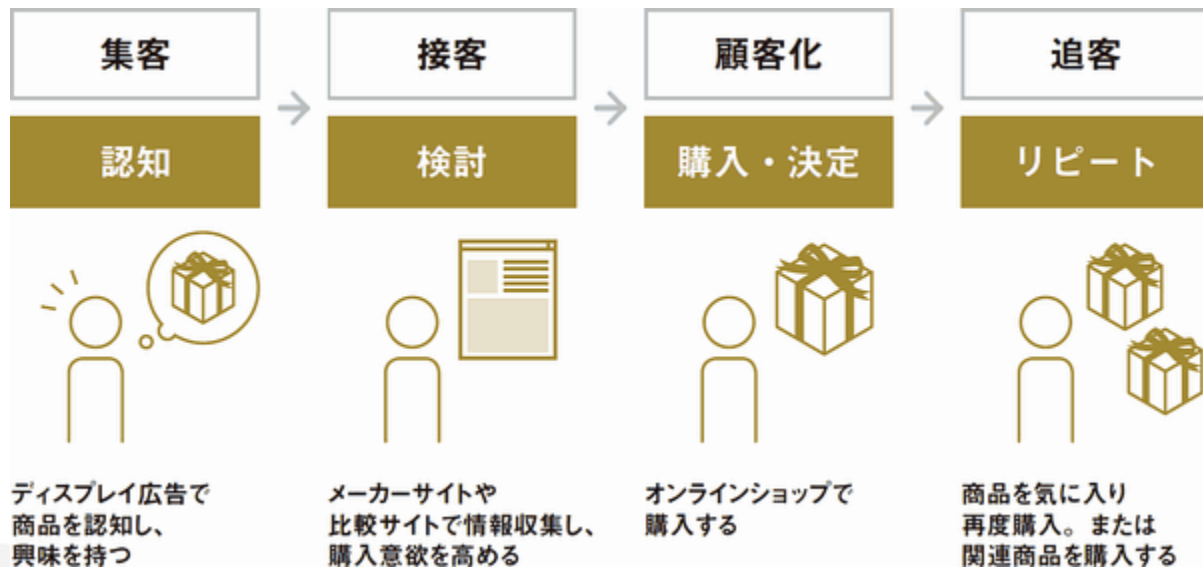 集客
接客
顧客化
追客
認知
検討
購入・決定
リピート
ディスプレイ広告で
商品を認知し、
興味を持つ
メーカーサイトや
比較サイトで情報収集し、
購入意欲を高める
オンラインショップで
購入する
商品を気に入り
再度購入。または
関連商品を購入する